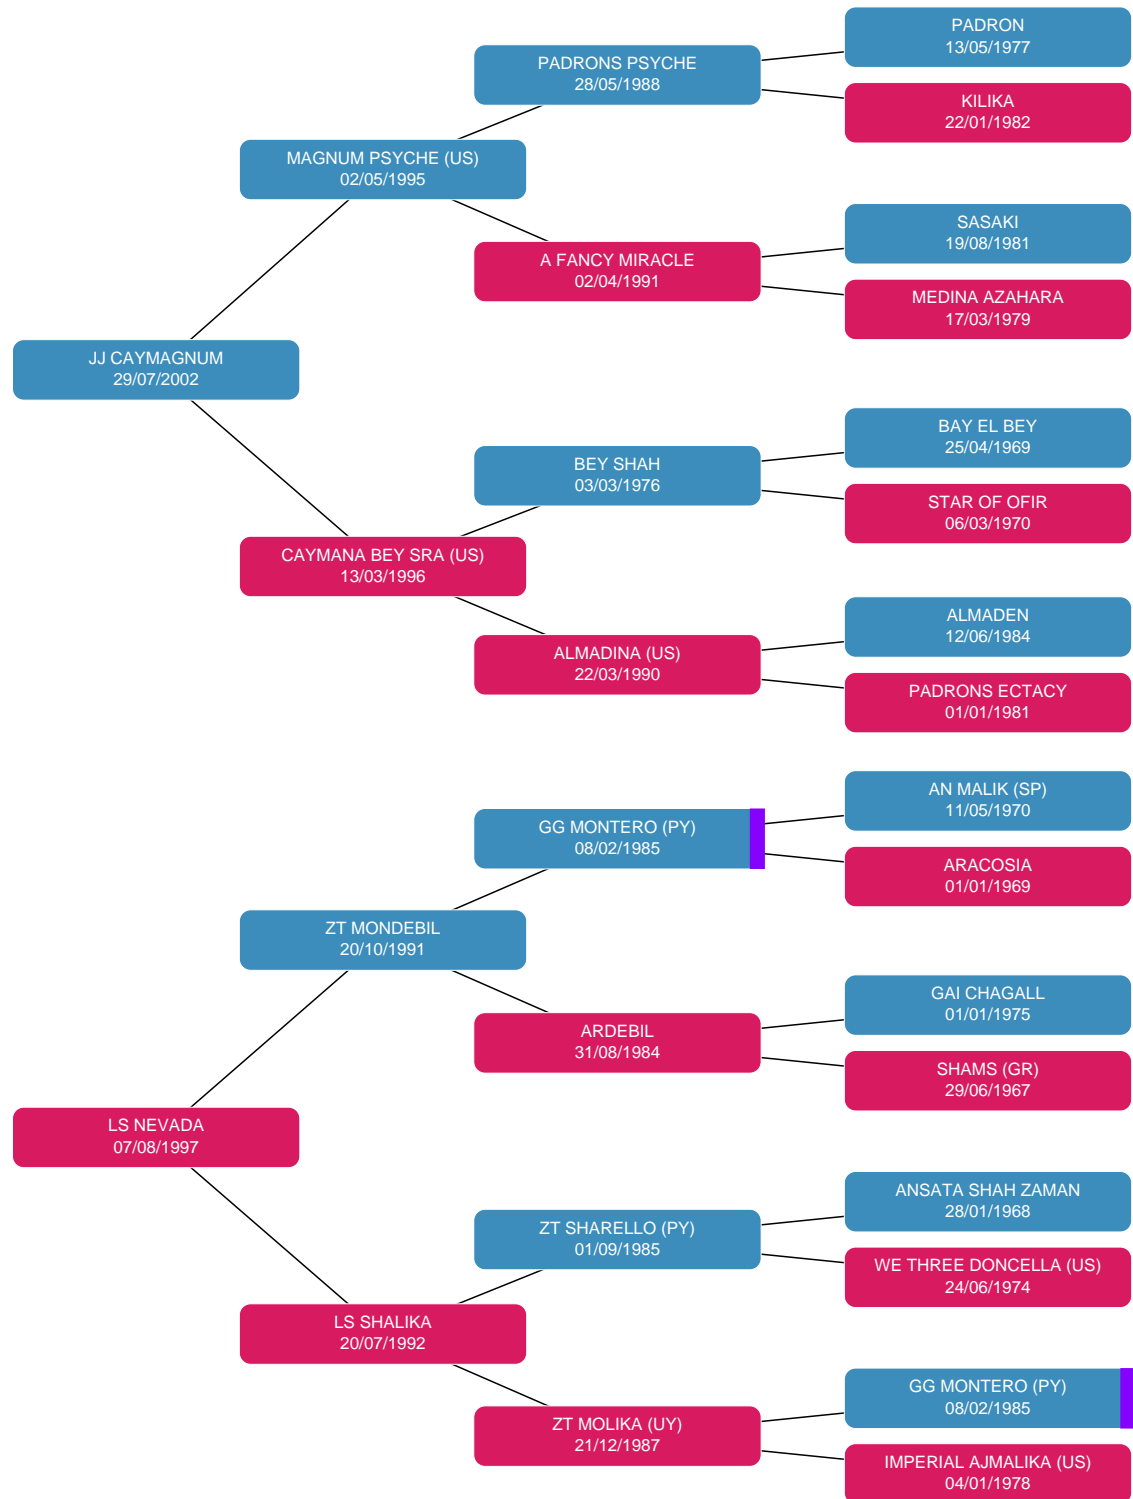 PADRON
13/05/1977
PADRONS PSYCHE
28/05/1988
KILIKA
22/01/1982
MAGNUM PSYCHE (US)
02/05/1995
SASAKI
19/08/1981
A FANCY MIRACLE
02/04/1991
MEDINA AZAHARA
17/03/1979
JJ CAYMAGNUM
29/07/2002
BAY EL BEY
25/04/1969
BEY SHAH
03/03/1976
STAR OF OFIR
06/03/1970
CAYMANA BEY SRA (US)
13/03/1996
ALMADEN
12/06/1984
ALMADINA (US)
22/03/1990
PADRONS ECTACY
01/01/1981
AN MALIK (SP)
11/05/1970
GG MONTERO (PY)
08/02/1985
ARACOSIA
01/01/1969
ZT MONDEBIL
20/10/1991
GAI CHAGALL
01/01/1975
ARDEBIL
31/08/1984
SHAMS (GR)
29/06/1967
LS NEVADA
07/08/1997
ANSATA SHAH ZAMAN
28/01/1968
ZT SHARELLO (PY)
01/09/1985
WE THREE DONCELLA (US)
24/06/1974
LS SHALIKA
20/07/1992
GG MONTERO (PY)
08/02/1985
ZT MOLIKA (UY)
21/12/1987
IMPERIAL AJMALIKA (US)
04/01/1978